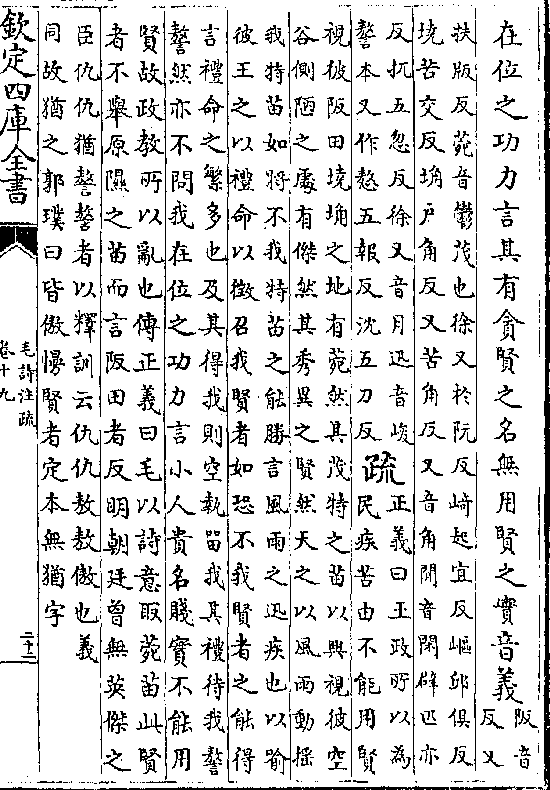 在位之功力言其有貪賢之名無用賢之實音義阪音反又
扶版反菀音鬱茂也徐又於阮反崎起宜反嶇邱俱反
墝苦交反埆戶角反又苦角反又音角閒音閑辟匹亦
反扤五忽反徐又音月迅音峻
謷本又作熬五報反沈五刀反
疏
正義曰王政所以為
民疾苦由不能用賢
視彼阪田墝埆之地有菀然其茂特之苗以興視彼空
谷側陋之處有傑然其秀異之賢然天之以風雨動揺
我特苗如將不我特苗之能勝言風雨之迅疾也以喻
彼王之以禮命以徵召我賢者如恐不我賢者之能得
言禮命之繁多也及其得我則空執留我其禮待我謷
謷然亦不問我在位之功力言小人貴名賤實不能用
賢故政教所以亂也傳正義曰毛以詩意取菀苗此賢
者不舉原隰之苗而言阪田者反明朝廷曾無英傑之
臣仇仇猶謷謷者以釋訓云仇仇敖敖傲也義
同故猶之郭璞曰皆傲慢賢者定本無猶字
欽定四庫全書
毛詩注疏
卷十九
二十二